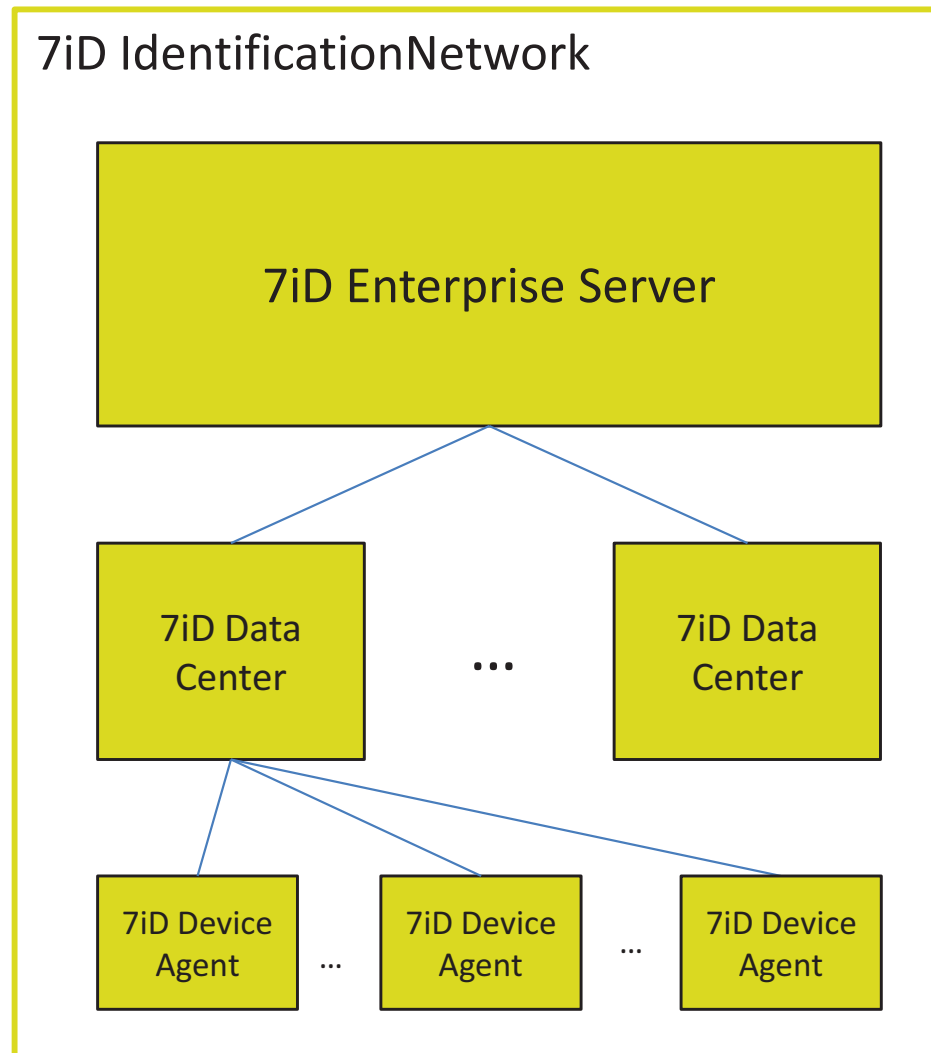 7iD IdentificationNetwork
7iD Enterprise Server
7iD Data
Center
...
7iD Data
Center
7iD Device
Agent
...
7iD Device
Agent
...
7iD Device
Agent